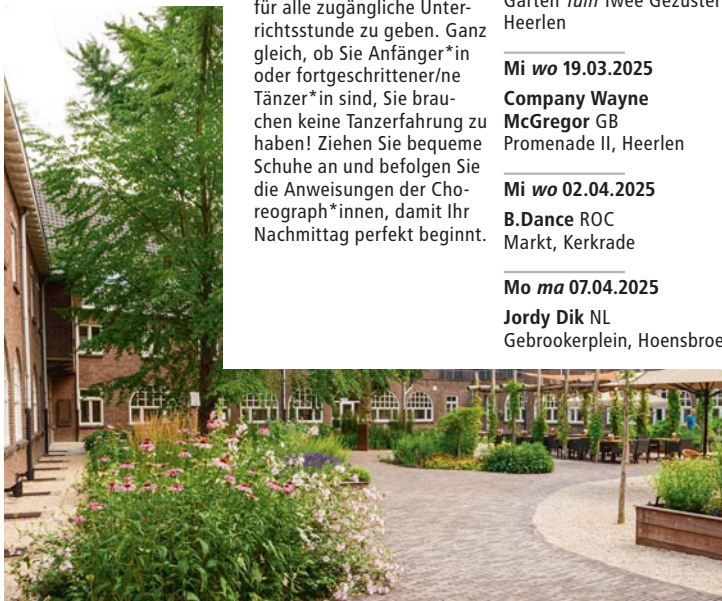 für alle zugängliche Unter-
richtsstunde zu geben. Ganz
gleich, ob Sie Anfänger*in
oder fortgeschrittener/ne
Tänzer*in sind, Sie brau-
chen keine Tanzerfahrung zu
haben! Ziehen Sie bequeme
Schuhe an und befolgen Sie
die Anweisungen der Cho-
reograph*innen, damit Ihr
Nachmittag perfekt beginnt.
Garten Tuin Twee Gezuster
Heerlen
Mi wo 19.03.2025
Company Wayne
McGregor GB
Promenade II, Heerlen
Mi wo 02.04.2025
B.Dance ROC
Markt, Kerkrade
Mo ma 07.04.2025
Jordy Dik NL
Gebrookerplein, Hoensbroe